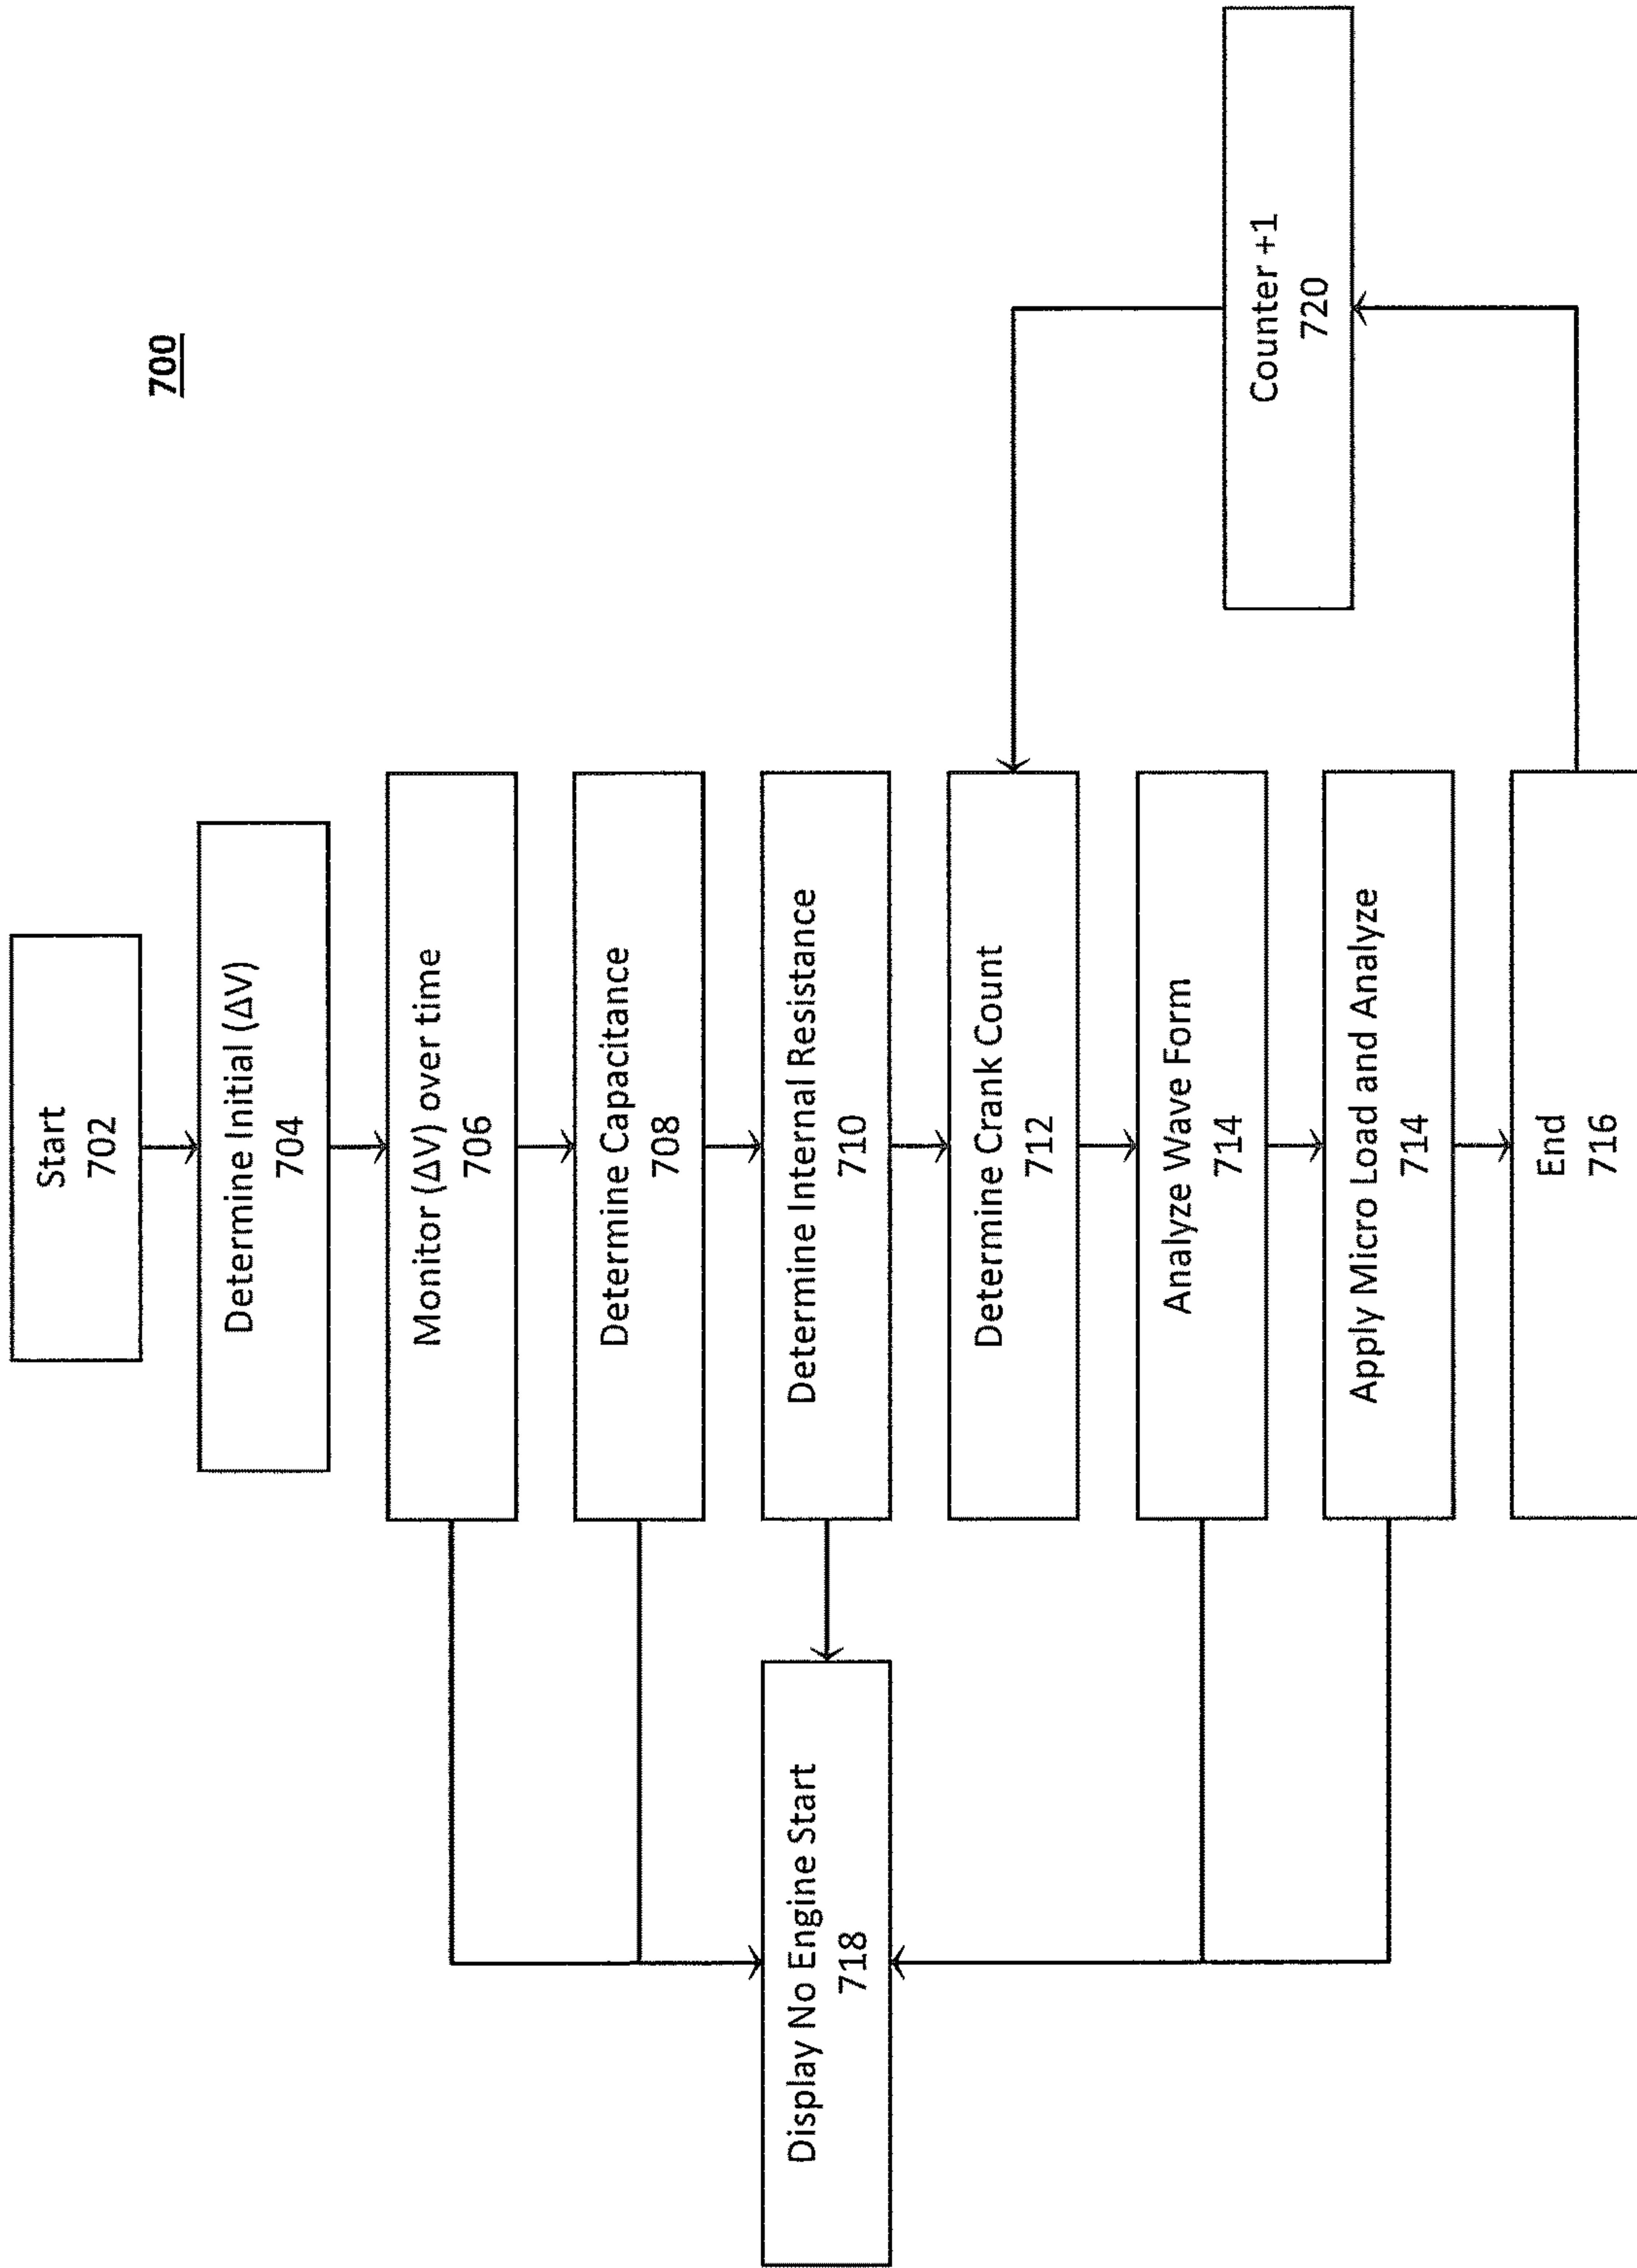 700
Start
702
Determine Initial (ΔV)
704
Monitor (ΔV) over time
706
Determine Capacitance
708
Determine Internal Resistance
710
Display No Engine Start
718
Determine Crank Count
712
Analyze Wave Form
714
Counter +1
720
Apply Micro Load and Analyze
714
End
716